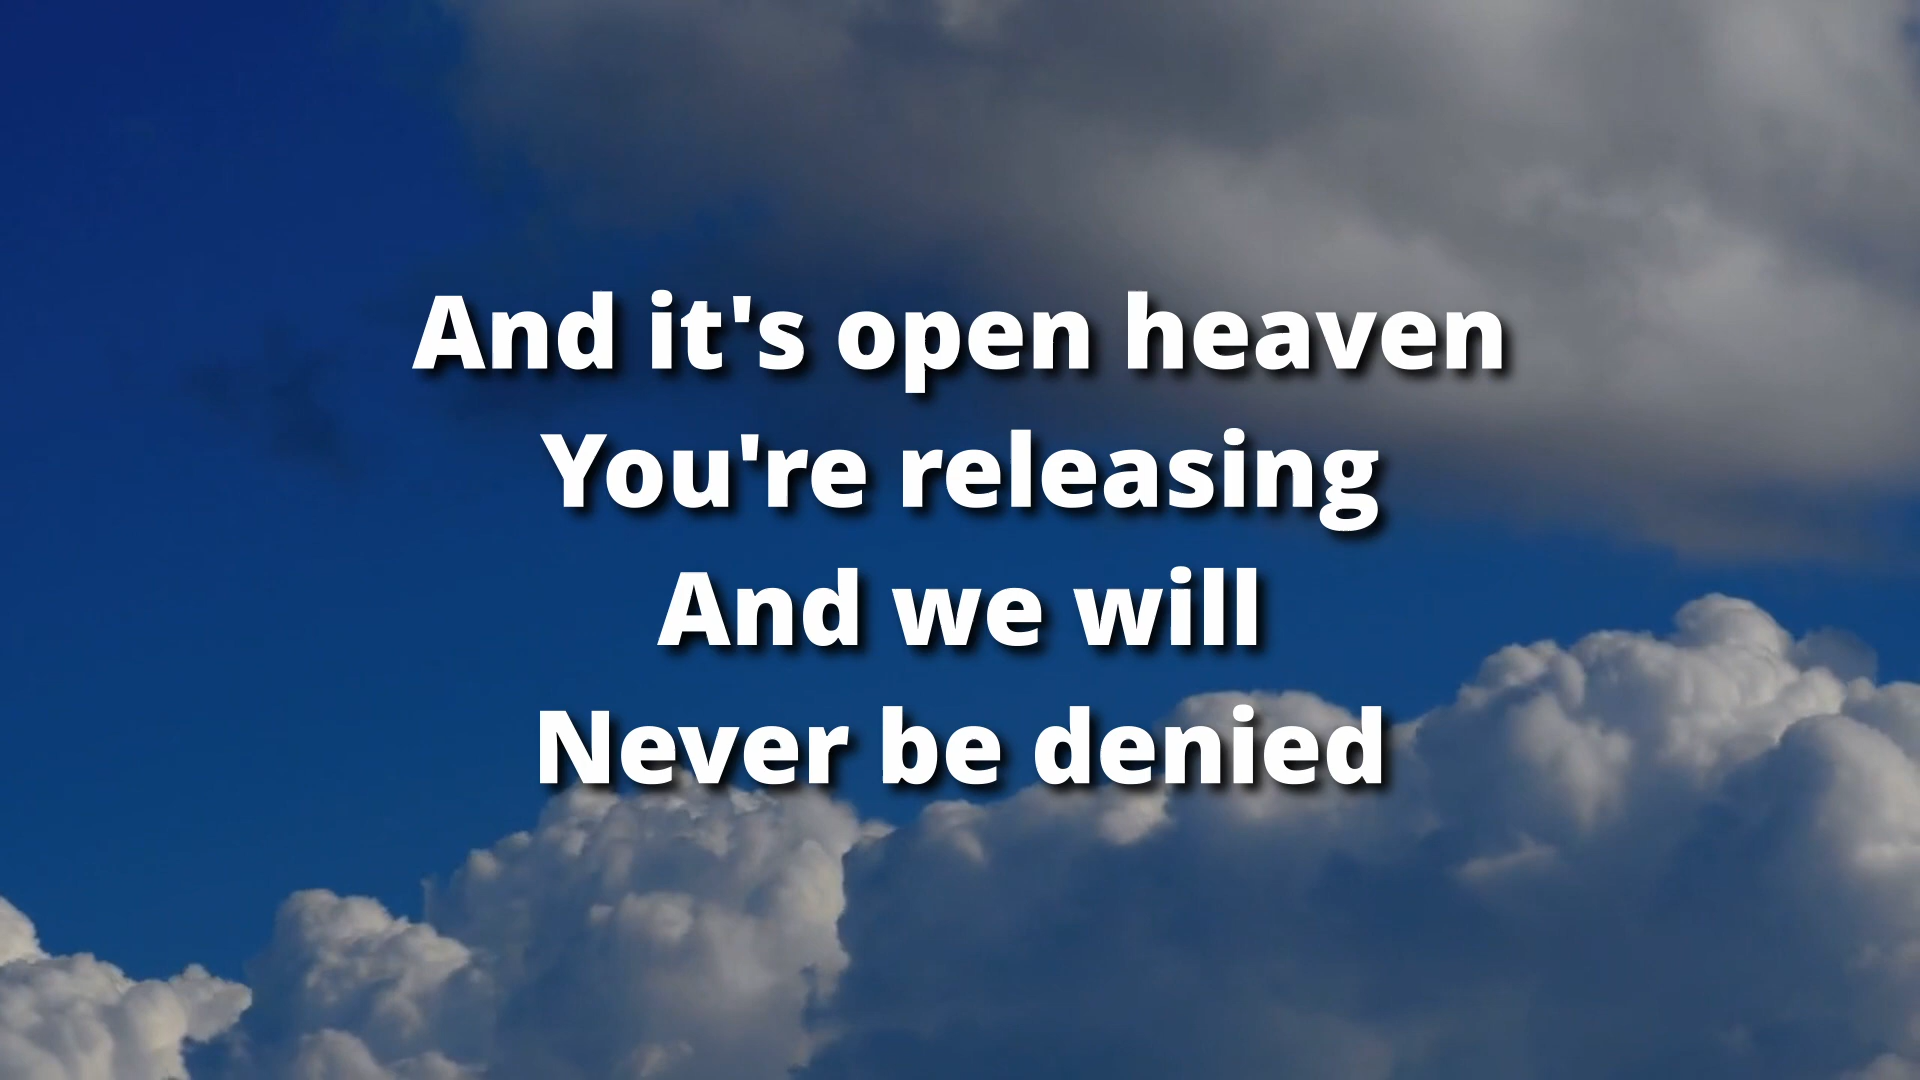 And it's open heaven
You're releasing
And we will
Never be denied